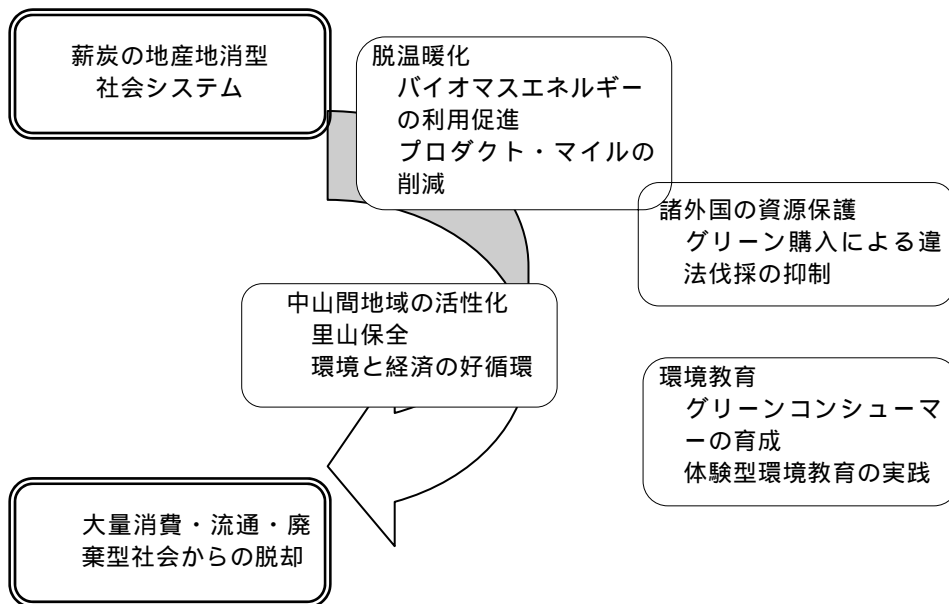 薪炭の地産地消型
社会システム
脱温暖化
バイオマスエネルギー
の利用促進
プロダクト・マイルの
削減
諸外国の資源保護
グリーン購入による違
法伐採の抑制
中山間地域の活性化
里山保全
環境と経済の好循環
環境教育
グリーンコンシューマ
ーの育成
体験型環境教育の実践
大量消費・流通・廃
棄型社会からの脱却